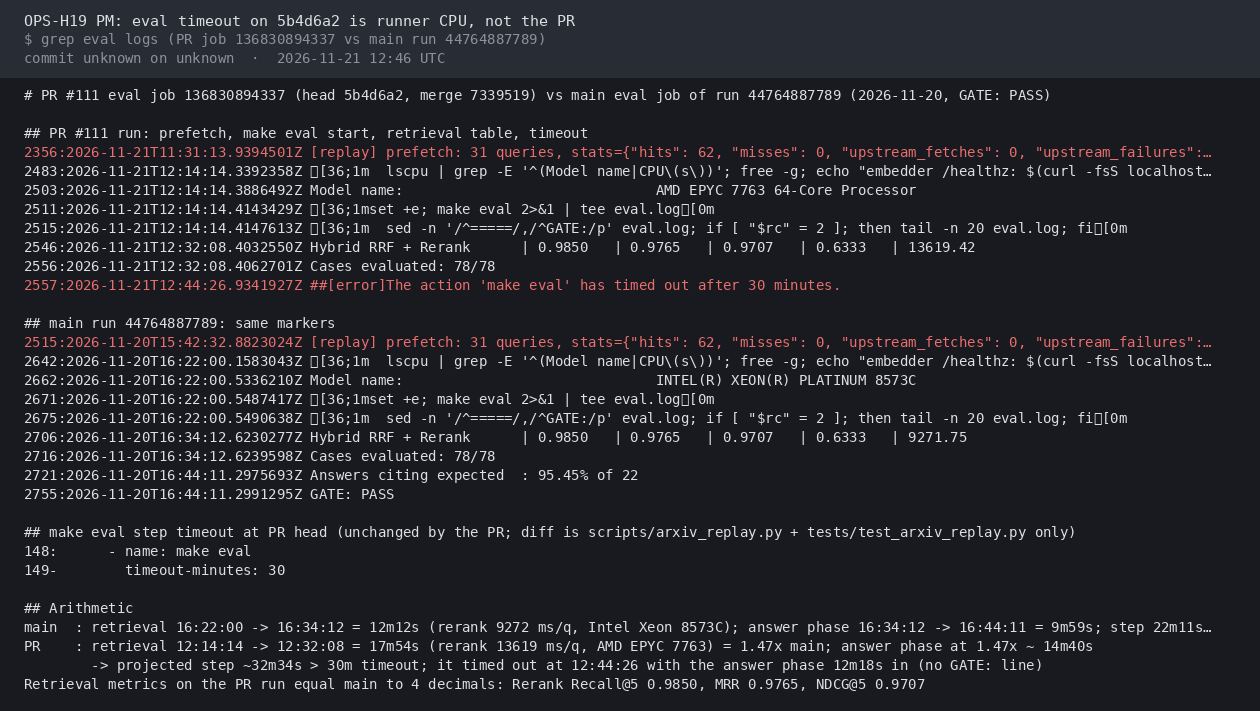 OPS-H19 PM: eval timeout on 5b4d6a2 is runner CPU, not the PR
$ grep eval logs (PR job 136830894337 vs main run 44764887789)
commit unknown on unknown  ·  2026-11-21 12:46 UTC
# PR #111 eval job 136830894337 (head 5b4d6a2, merge 7339519) vs main eval job of run 44764887789 (2026-11-20, GATE: PASS)
## PR #111 run: prefetch, make eval start, retrieval table, timeout
2356:2026-11-21T11:31:13.9394501Z [replay] prefetch: 31 queries, stats={"hits": 62, "misses": 0, "upstream_fetches": 0, "upstream_failures":…
2483:2026-11-21T12:14:14.3392358Z □[36;1m  lscpu | grep -E '^(Model name|CPU\(s\))'; free -g; echo "embedder /healthz: $(curl -fsS localhost…
2503:2026-11-21T12:14:14.3886492Z Model name:                              AMD EPYC 7763 64-Core Processor
2511:2026-11-21T12:14:14.4143429Z □[36;1mset +e; make eval 2>&1 | tee eval.log□[0m
2515:2026-11-21T12:14:14.4147613Z □[36;1m  sed -n '/^=====/,/^GATE:/p' eval.log; if [ "$rc" = 2 ]; then tail -n 20 eval.log; fi□[0m
2546:2026-11-21T12:32:08.4032550Z Hybrid RRF + Rerank      | 0.9850   | 0.9765   | 0.9707   | 0.6333   | 13619.42
2556:2026-11-21T12:32:08.4062701Z Cases evaluated: 78/78
2557:2026-11-21T12:44:26.9341927Z ##[error]The action 'make eval' has timed out after 30 minutes.
## main run 44764887789: same markers
2515:2026-11-20T15:42:32.8823024Z [replay] prefetch: 31 queries, stats={"hits": 62, "misses": 0, "upstream_fetches": 0, "upstream_failures":…
2642:2026-11-20T16:22:00.1583043Z □[36;1m  lscpu | grep -E '^(Model name|CPU\(s\))'; free -g; echo "embedder /healthz: $(curl -fsS localhost…
2662:2026-11-20T16:22:00.5336210Z Model name:                              INTEL(R) XEON(R) PLATINUM 8573C
2671:2026-11-20T16:22:00.5487417Z □[36;1mset +e; make eval 2>&1 | tee eval.log□[0m
2675:2026-11-20T16:22:00.5490638Z □[36;1m  sed -n '/^=====/,/^GATE:/p' eval.log; if [ "$rc" = 2 ]; then tail -n 20 eval.log; fi□[0m
2706:2026-11-20T16:34:12.6230277Z Hybrid RRF + Rerank      | 0.9850   | 0.9765   | 0.9707   | 0.6333   | 9271.75
2716:2026-11-20T16:34:12.6239598Z Cases evaluated: 78/78
2721:2026-11-20T16:44:11.2975693Z Answers citing expected  : 95.45% of 22
2755:2026-11-20T16:44:11.2991295Z GATE: PASS
## make eval step timeout at PR head (unchanged by the PR; diff is scripts/arxiv_replay.py + tests/test_arxiv_replay.py only)
148:      - name: make eval
149-        timeout-minutes: 30
## Arithmetic
main  : retrieval 16:22:00 -> 16:34:12 = 12m12s (rerank 9272 ms/q, Intel Xeon 8573C); answer phase 16:34:12 -> 16:44:11 = 9m59s; step 22m11s…
PR    : retrieval 12:14:14 -> 12:32:08 = 17m54s (rerank 13619 ms/q, AMD EPYC 7763) = 1.47x main; answer phase at 1.47x ~ 14m40s
        -> projected step ~32m34s > 30m timeout; it timed out at 12:44:26 with the answer phase 12m18s in (no GATE: line)
Retrieval metrics on the PR run equal main to 4 decimals: Rerank Recall@5 0.9850, MRR 0.9765, NDCG@5 0.9707